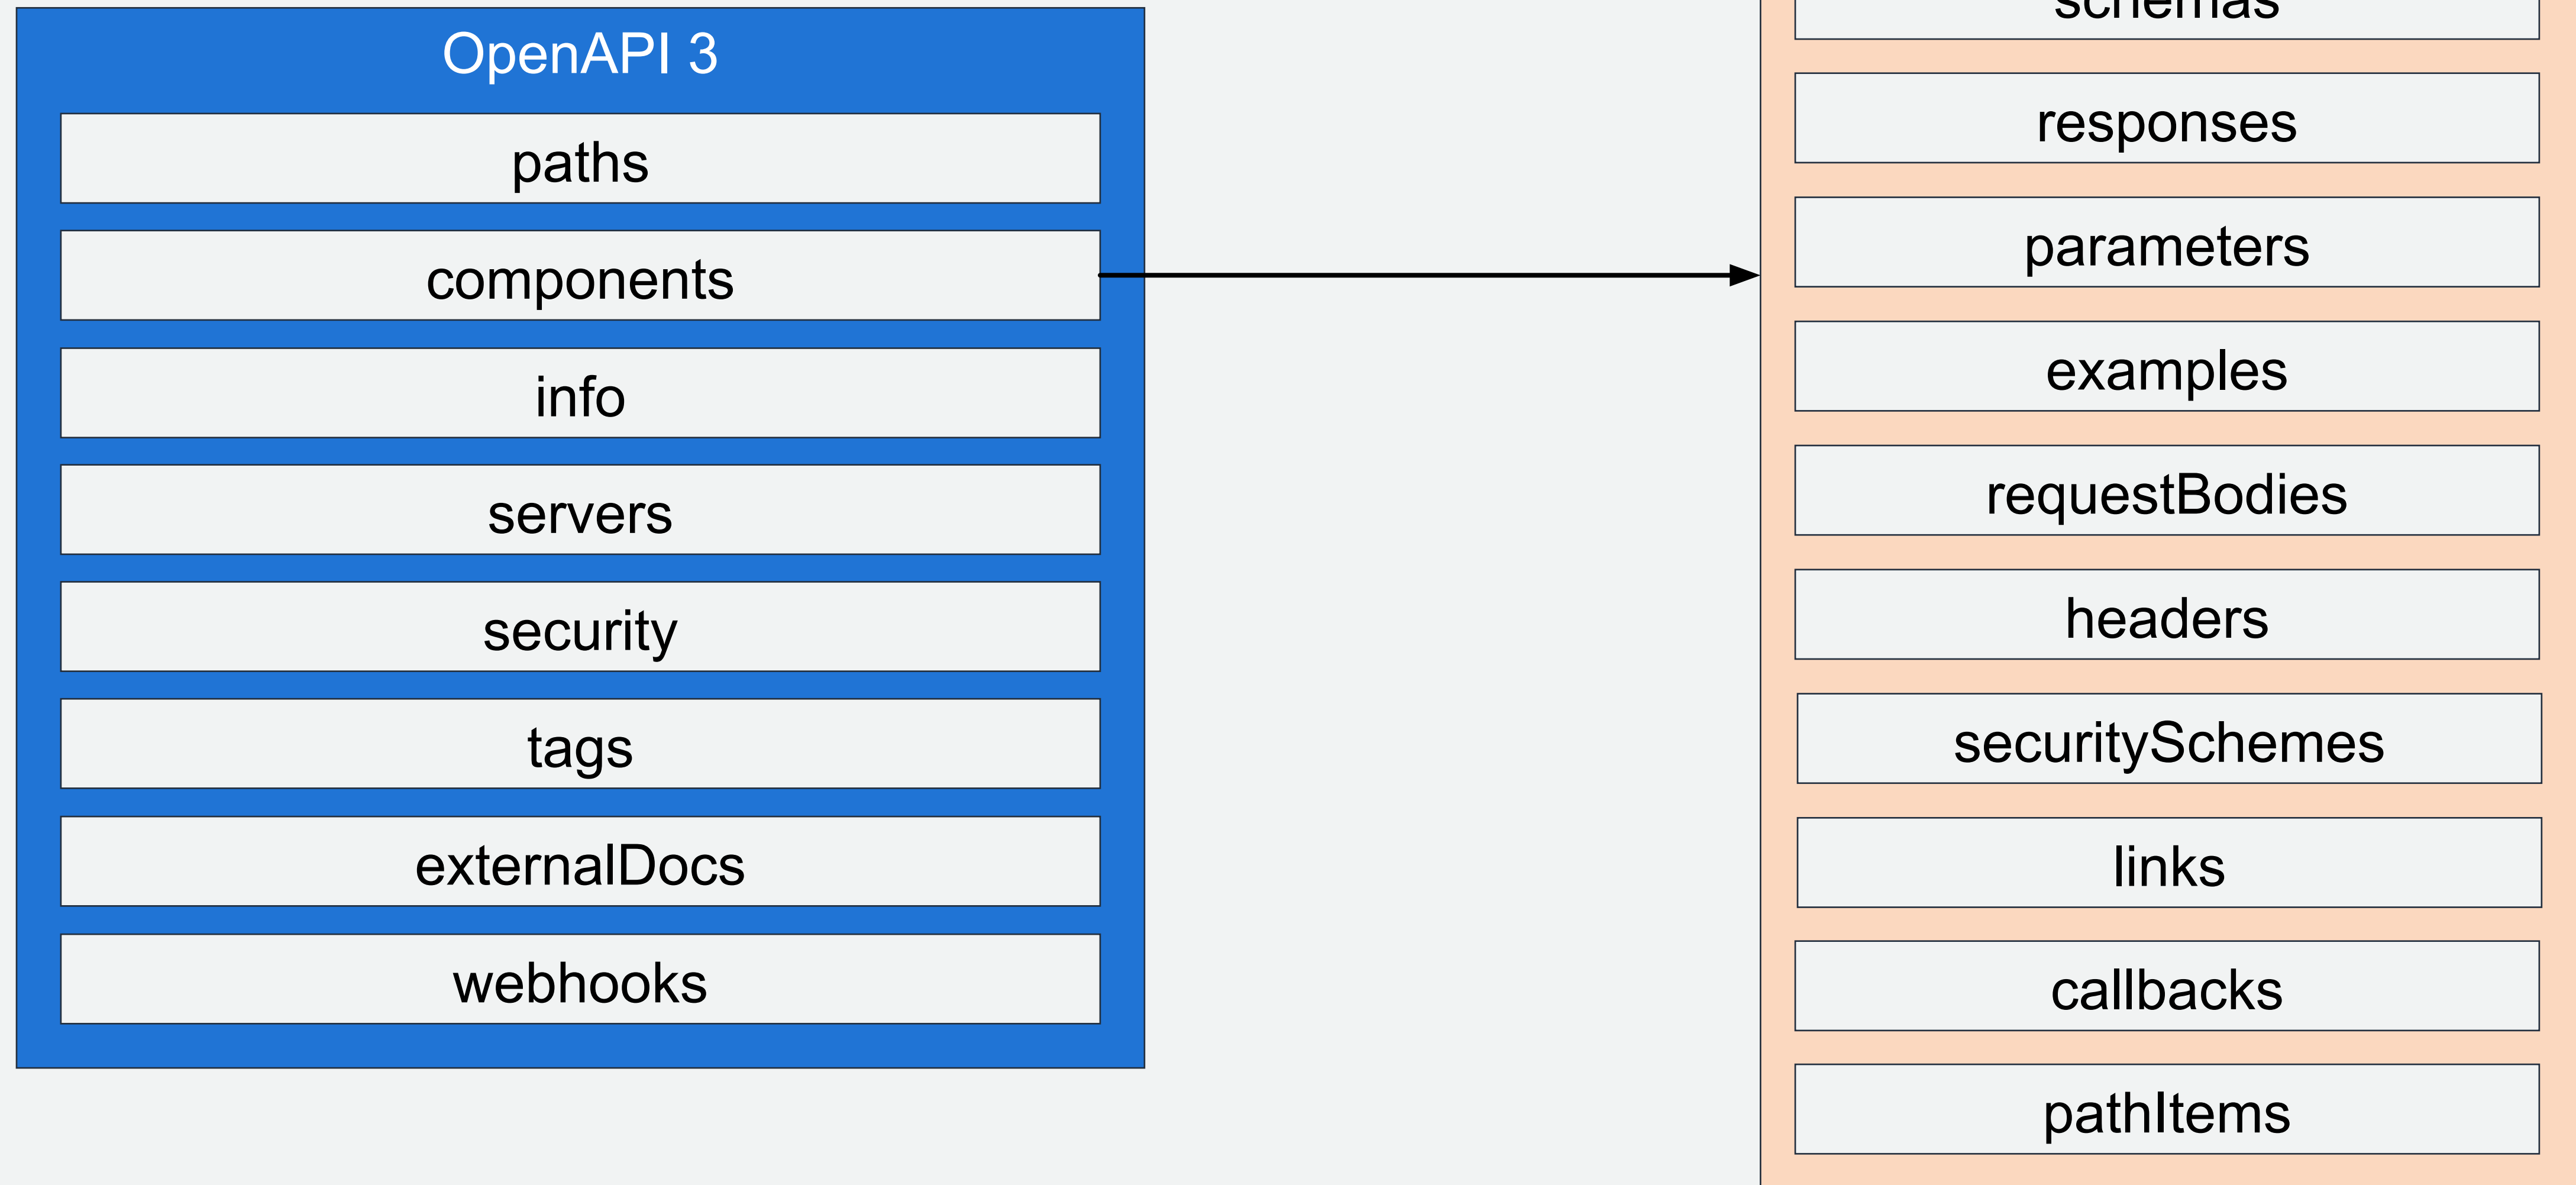 OpenAPI 3
paths
components
info
servers
security
tags
externalDocs
webhooks
schemas
responses
parameters
examples
requestBodies
headers
securitySchemes
links
callbacks
pathItems